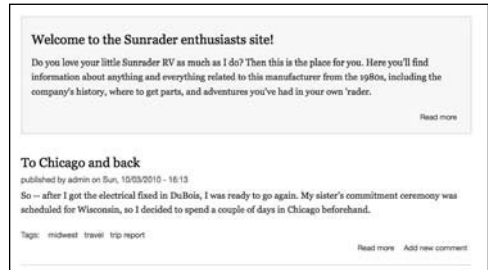 Welcome to the Sunrader enthusiasts site!
Do you love your little Sunrader RV as much as I do? Then this is the place for you. Here you'll find
information about anything and everything related to this manufacturer from the 1980s, including the
company's history, where to get parts, and adventures you've had in your own 'rader.
Read more
To Chicago and back
published by admin on Sun, 10/03/2010 - 16:13
So -- after I got the electrical fixed in DuBois, I was ready to go again. My sister's commitment ceremony was
scheduled for Wisconsin, so I decided to spend a couple of days in Chicago beforehand.
Tags: midwest travel trip report
Read more Add new comment